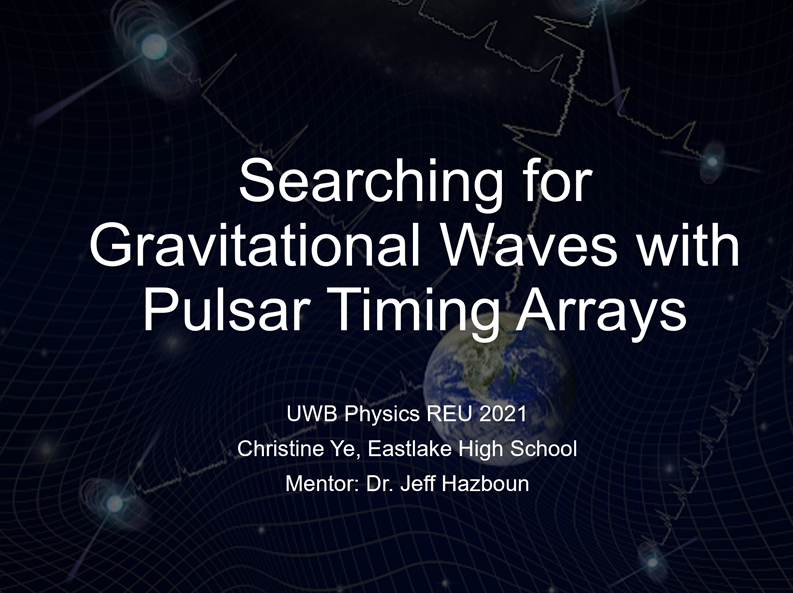 Searching for
Gravitational Waves with
Pulsar Timing Arrays
UWB Physics REU 2021
Christine Ye, Eastlake High School
Mentor: Dr. Jeff Hazboun